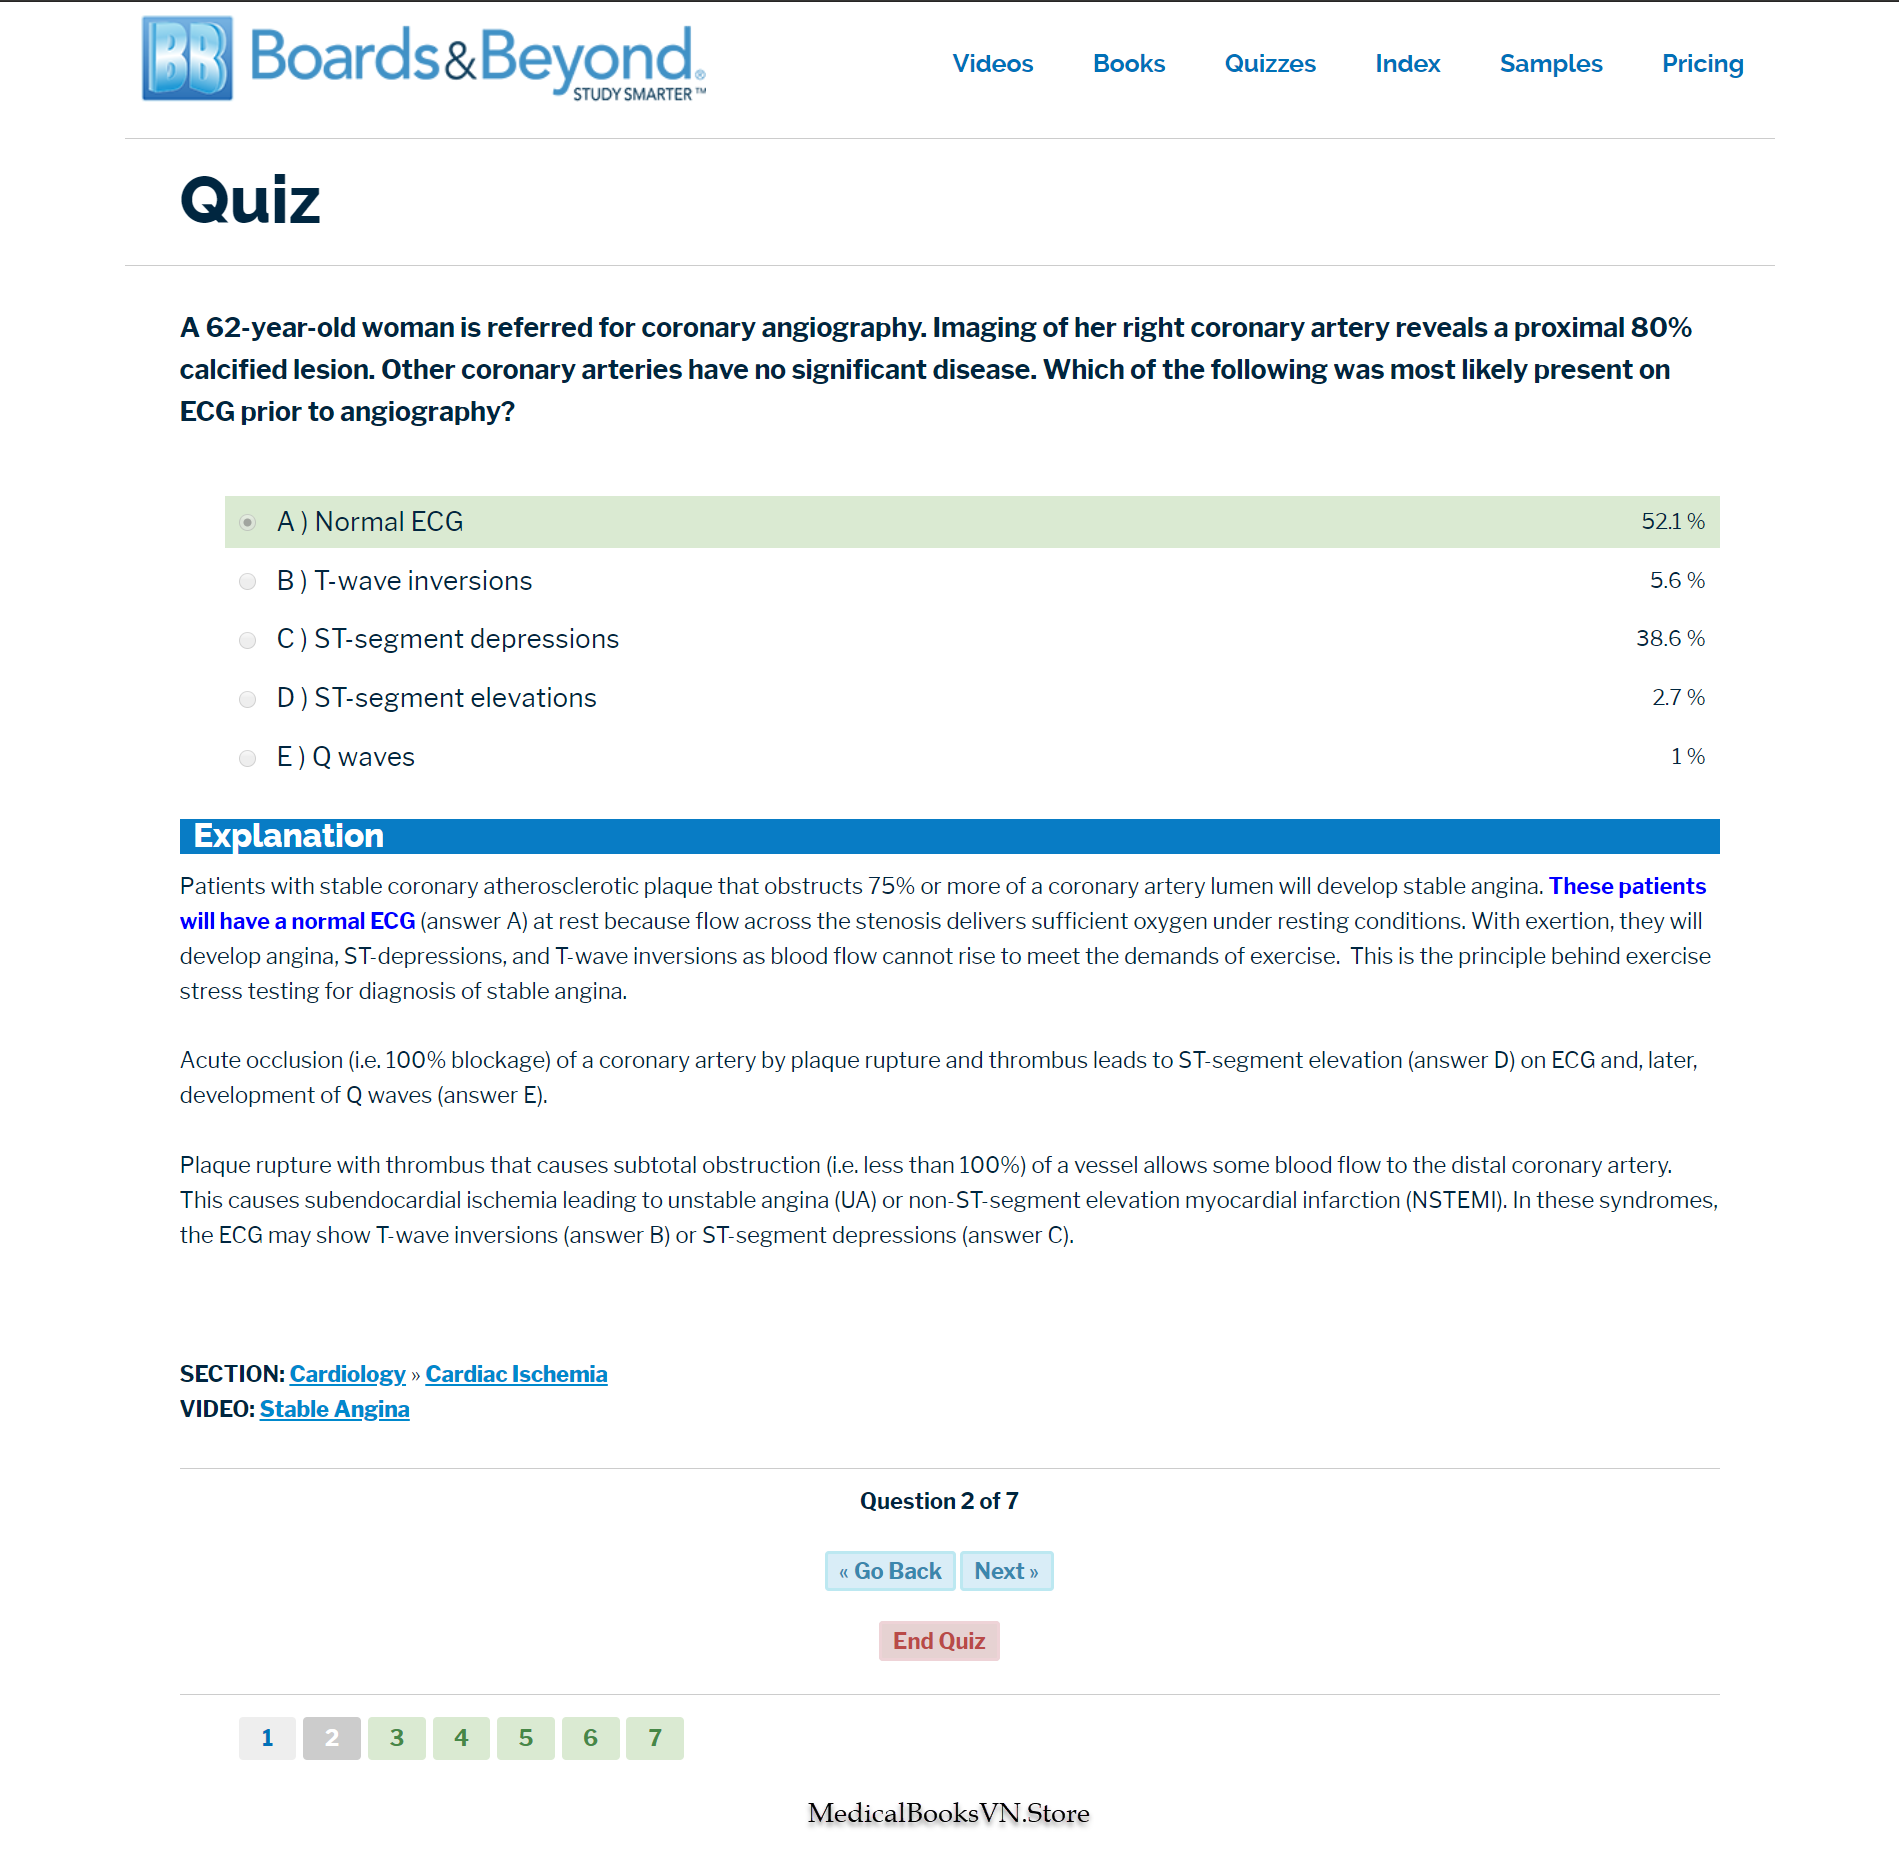 BB Boards&Beyond®
STUDY SMARTER™
Videos Books Quizzes Index Samples Pricing
Quiz
A 62-year-old woman is referred for coronary angiography. Imaging of her right coronary artery reveals a proximal 80%
calcified lesion. Other coronary arteries have no significant disease. Which of the following was most likely present on
ECG prior to angiography?
A ) Normal ECG 52.1 %
B ) T-wave inversions 5.6 %
C ) ST-segment depressions 38.6 %
D ) ST-segment elevations 2.7 %
E ) Q waves 1 %
Explanation
Patients with stable coronary atherosclerotic plaque that obstructs 75% or more of a coronary artery lumen will develop stable angina. These patients
will have a normal ECG (answer A) at rest because flow across the stenosis delivers sufficient oxygen under resting conditions. With exertion, they will
develop angina, ST-depressions, and T-wave inversions as blood flow cannot rise to meet the demands of exercise. This is the principle behind exercise
stress testing for diagnosis of stable angina.
Acute occlusion (i.e. 100% blockage) of a coronary artery by plaque rupture and thrombus leads to ST-segment elevation (answer D) on ECG and, later,
development of Q waves (answer E).
Plaque rupture with thrombus that causes subtotal obstruction (i.e. less than 100%) of a vessel allows some blood flow to the distal coronary artery.
This causes subendocardial ischemia leading to unstable angina (UA) or non-ST-segment elevation myocardial infarction (NSTEMI). In these syndromes,
the ECG may show T-wave inversions (answer B) or ST-segment depressions (answer C).
SECTION: Cardiology » Cardiac Ischemia
VIDEO: Stable Angina
Question 2 of 7
« Go Back Next »
End Quiz
1 2 3 4 5 6 7
MedicalBooksVN.Store